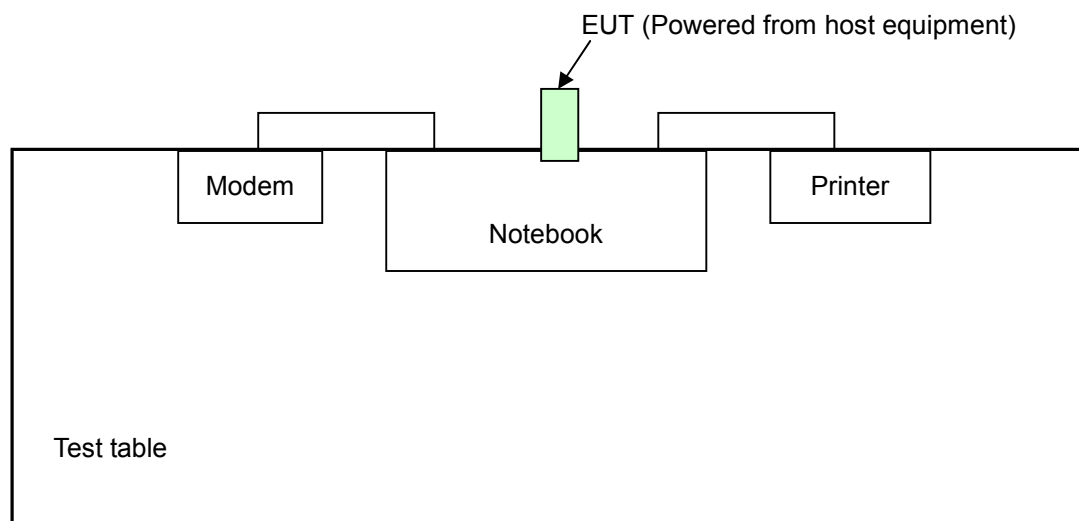 EUT (Powered from host equipment)
Modem
Printer
Notebook
Test table